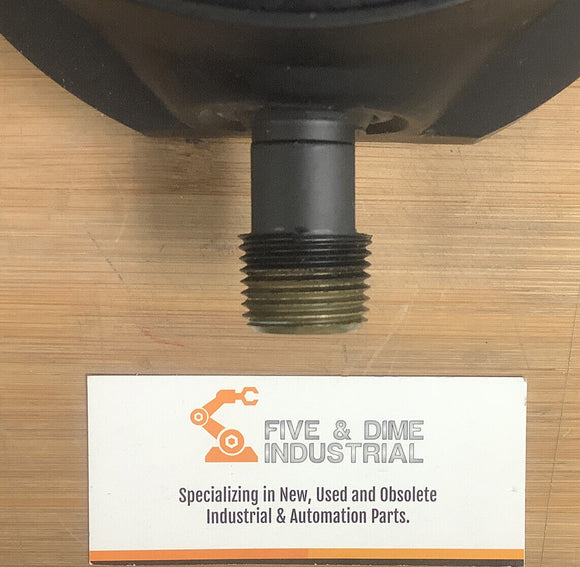 FIVE & DIME
INDUSTRIAL
Specializing in New, Used and Obsolete
Industrial & Automation Parts.